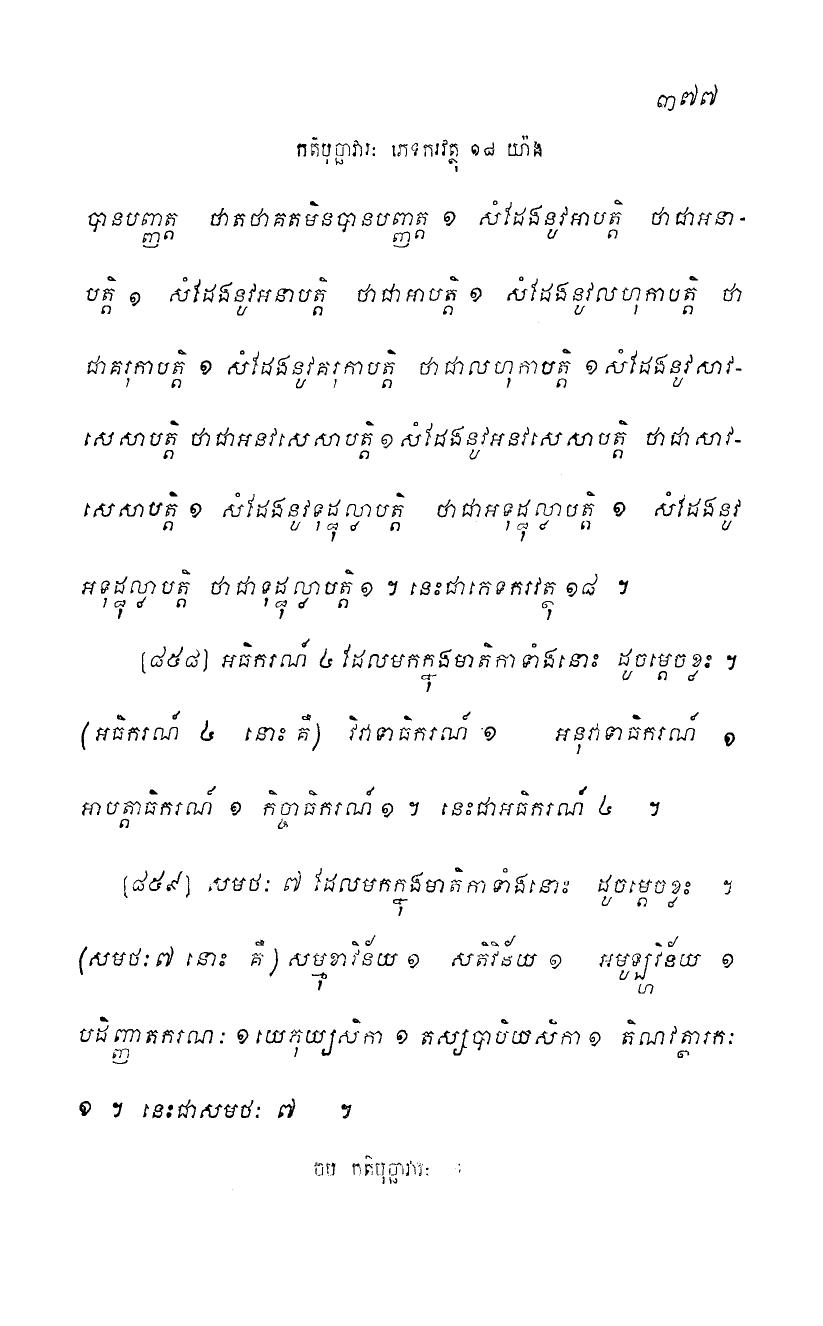 ៣៧៧
កតិបុច្ឆាវារៈ ភេទករវត្ថុ ១៨ យ៉ាង
បានបញ្ញត្ត ថាតថាគតមិនបានបញ្ញត្ត ១ សំដែងនូវអាបត្តិ ថាជាអនា-
បត្តិ ១ សំដែងនូវអនាបត្តិ ថាជាអាបត្តិ ១ សំដែងនូវលហុកាបត្តិ ថា
ជាគរុកាបត្តិ ១ សំដែងនូវគរុកាបត្តិ ថាជាលហុកាបត្តិ ១ សំដែងនូវសាវ-
សេសាបត្តិ ថាជាអនវសេសាបត្តិ ១ សំដែងនូវអនវសេសាបត្តិ ថាជាសាវ-
សេសាបត្តិ ១ សំដែងនូវទុដ្ឋុល្លាបត្តិ ថាជាអទុដ្ឋុល្លាបត្តិ ១ សំដែងនូវ
អទុដ្ឋុល្លាបត្តិ ថាជាទុដ្ឋុល្លាបត្តិ ១ ។ នេះជាភេទករវត្ថុ ១៨ ។
[៨៥៨] អធិករណ៍ ៤ ដែលមកក្នុងមាតិកាទាំងនោះ ដូចម្តេចខ្លះ ។
(អធិករណ៍ ៤ នោះ គឺ) វិវាទាធិករណ៍ ១ អនុវាទាធិករណ៍ ១
អាបត្តាធិករណ៍ ១ កិច្ចាធិករណ៍ ១ ។ នេះជាអធិករណ៍ ៤ ។
[៨៥៩] សមថៈ ៧ ដែលមកក្នុងមាតិកាទាំងនោះ ដូចម្តេចខ្លះ ។
(សមថៈ ៧ នោះ គឺ) សម្មុខាវិន័យ ១ សតិវិន័យ ១ អមូឡ្ហវិន័យ ១
បដិញ្ញាតករណៈ ១ យេភុយ្យសិកា ១ តស្សបាបិយសិកា ១ តិណវត្ថារកៈ
១ ។ នេះជាសមថៈ ៧ ។
ចប់ កតិបុច្ឆាវារៈ ។